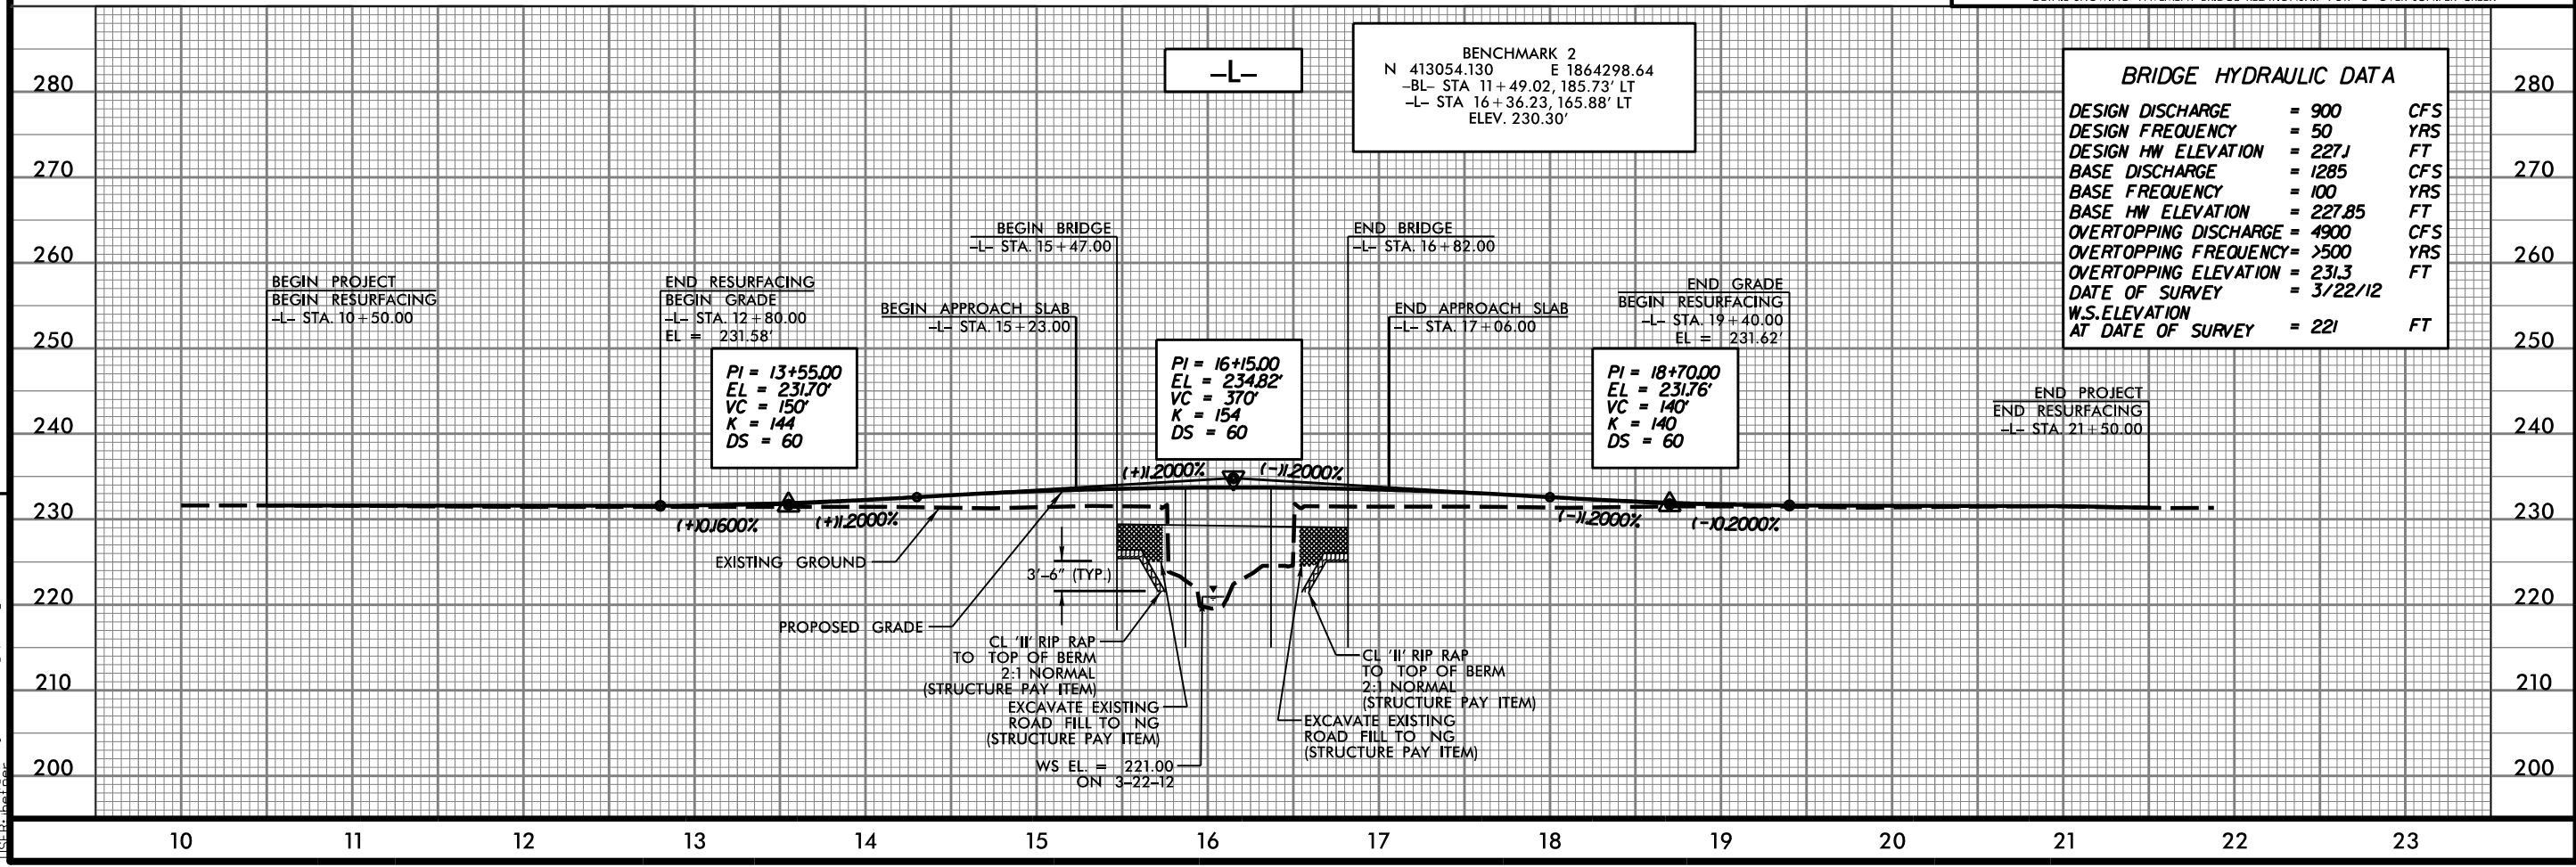 -L-
BENCHMARK 2
N 413054.130 E 1864298.64
-BL- STA 11+49.02, 185.73' LT
-L- STA 16+36.23, 165.88' LT
ELEV. 230.30'
BRIDGE HYDRAULIC DATA
DESIGN DISCHARGE = 900 CFS
DESIGN FREQUENCY = 50 YRS
DESIGN HW ELEVATION = 227.1 FT
BASE DISCHARGE = 1285 CFS
BASE FREQUENCY = 100 YRS
BASE HW ELEVATION = 227.85 FT
OVERTOPPING DISCHARGE = 4900 CFS
OVERTOPPING FREQUENCY = >500 YRS
OVERTOPPING ELEVATION = 231.3 FT
DATE OF SURVEY = 3/22/12
W.S. ELEVATION
AT DATE OF SURVEY = 221 FT
280
270
260
250
240
230
220
210
200
280
270
260
250
240
230
220
210
200
BEGIN PROJECT
BEGIN RESURFACING
-L- STA. 10+50.00
END RESURFACING
BEGIN GRADE
-L- STA. 12+80.00
EL = 231.58'
BEGIN BRIDGE
-L- STA. 15+47.00
BEGIN APPROACH SLAB
-L- STA. 15+23.00
END BRIDGE
-L- STA. 16+82.00
END APPROACH SLAB
-L- STA. 17+06.00
END GRADE
BEGIN RESURFACING
-L- STA. 19+40.00
EL = 231.62'
END PROJECT
END RESURFACING
-L- STA. 21+50.00
PI = 13+55.00
EL = 231.70'
VC = 150'
K = 144
DS = 60
PI = 16+15.00
EL = 234.82'
VC = 370'
K = 154
DS = 60
PI = 18+70.00
EL = 231.76'
VC = 140'
K = 140
DS = 60
(+)1.2000%
(-)1.2000%
(+)0.1600%
(+)1.2000%
(-)1.2000%
(-)0.2000%
EXISTING GROUND
3'-6" (TYP.)
PROPOSED GRADE
CL 'II' RIP RAP
TO TOP OF BERM
2:1 NORMAL
(STRUCTURE PAY ITEM)
EXCAVATE EXISTING
ROAD FILL TO NG
(STRUCTURE PAY ITEM)
WS EL. = 221.00
ON 3-22-12
CL 'II' RIP RAP
TO TOP OF BERM
2:1 NORMAL
(STRUCTURE PAY ITEM)
EXCAVATE EXISTING
ROAD FILL TO NG
(STRUCTURE PAY ITEM)
10 11 12 13 14 15 16 17 18 19 20 21 22 23